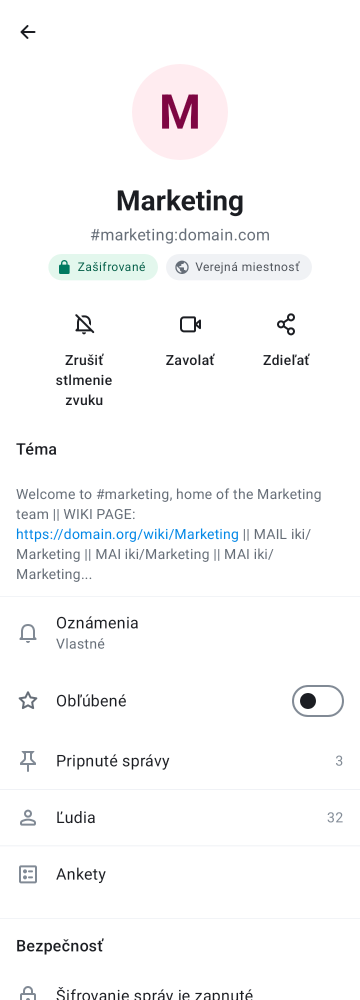 M
Marketing
#marketing:domain.com
Zašifrované
Verejná miestnosť
Zrušiť
stlmenie
zvuku
Zavolať
Zdieľať
Téma
Welcome to #marketing, home of the Marketing
team || WIKI PAGE:
https://domain.org/wiki/Marketing || MAIL iki/
Marketing || MAI iki/Marketing || MAI iki/
Marketing...
Oznámenia
Vlastné
Obľúbené
Pripnuté správy
3
Ľudia
32
Ankety
Bezpečnosť
Šifrovanie správ je zapnuté